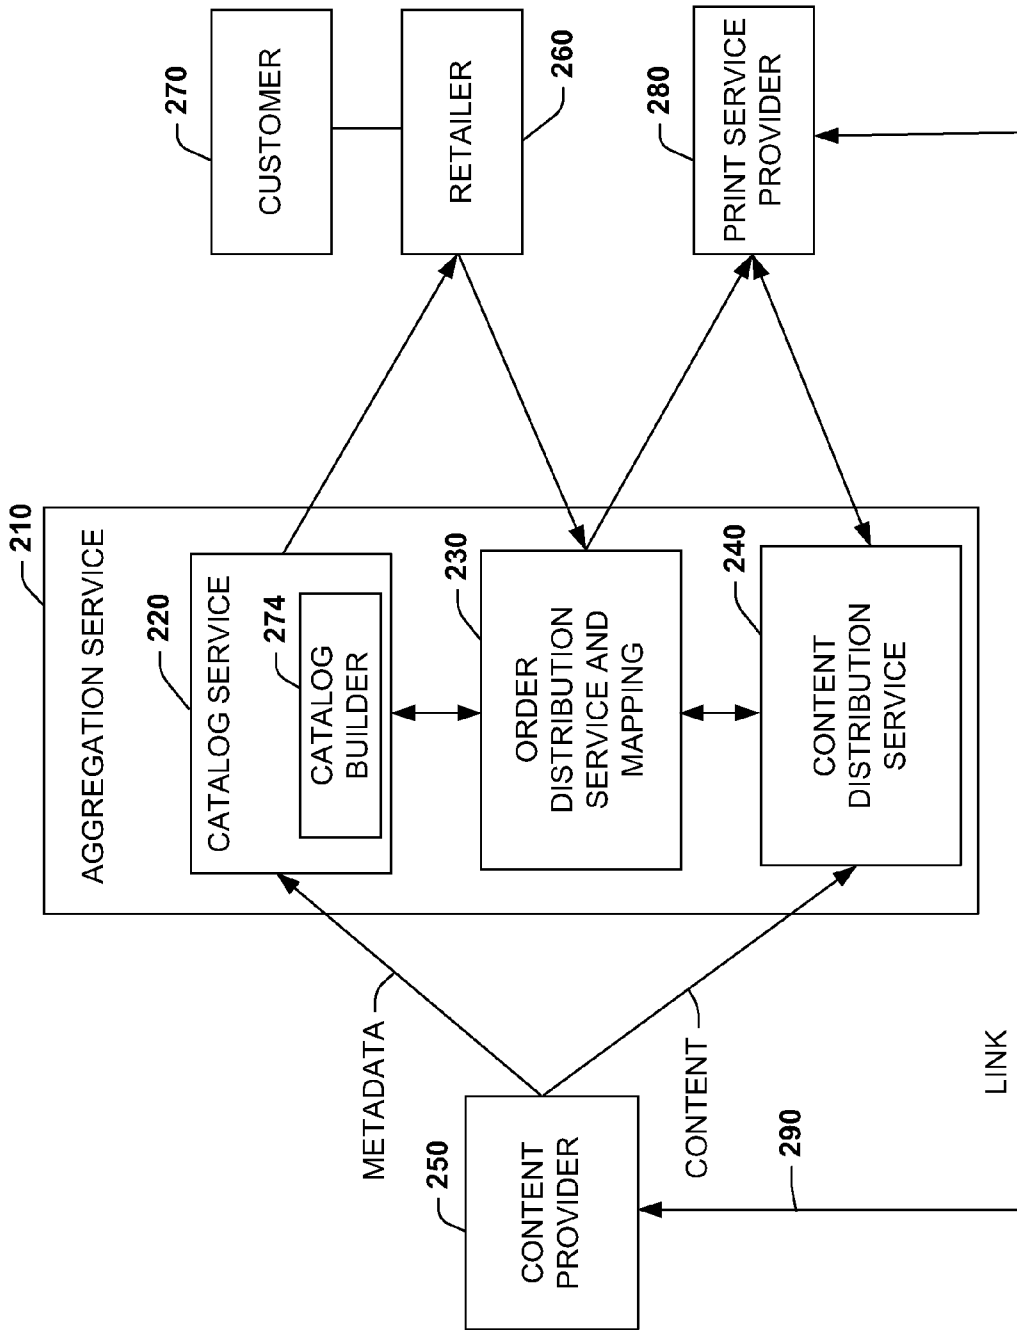 210
AGGREGATION SERVICE
220
CATALOG SERVICE
274
CATALOG
BUILDER
230
ORDER
DISTRIBUTION
SERVICE AND
MAPPING
240
CONTENT
DISTRIBUTION
SERVICE
METADATA
CONTENT
250
CONTENT
PROVIDER
290
LINK
270
CUSTOMER
RETAILER
260
280
PRINT SERVICE
PROVIDER